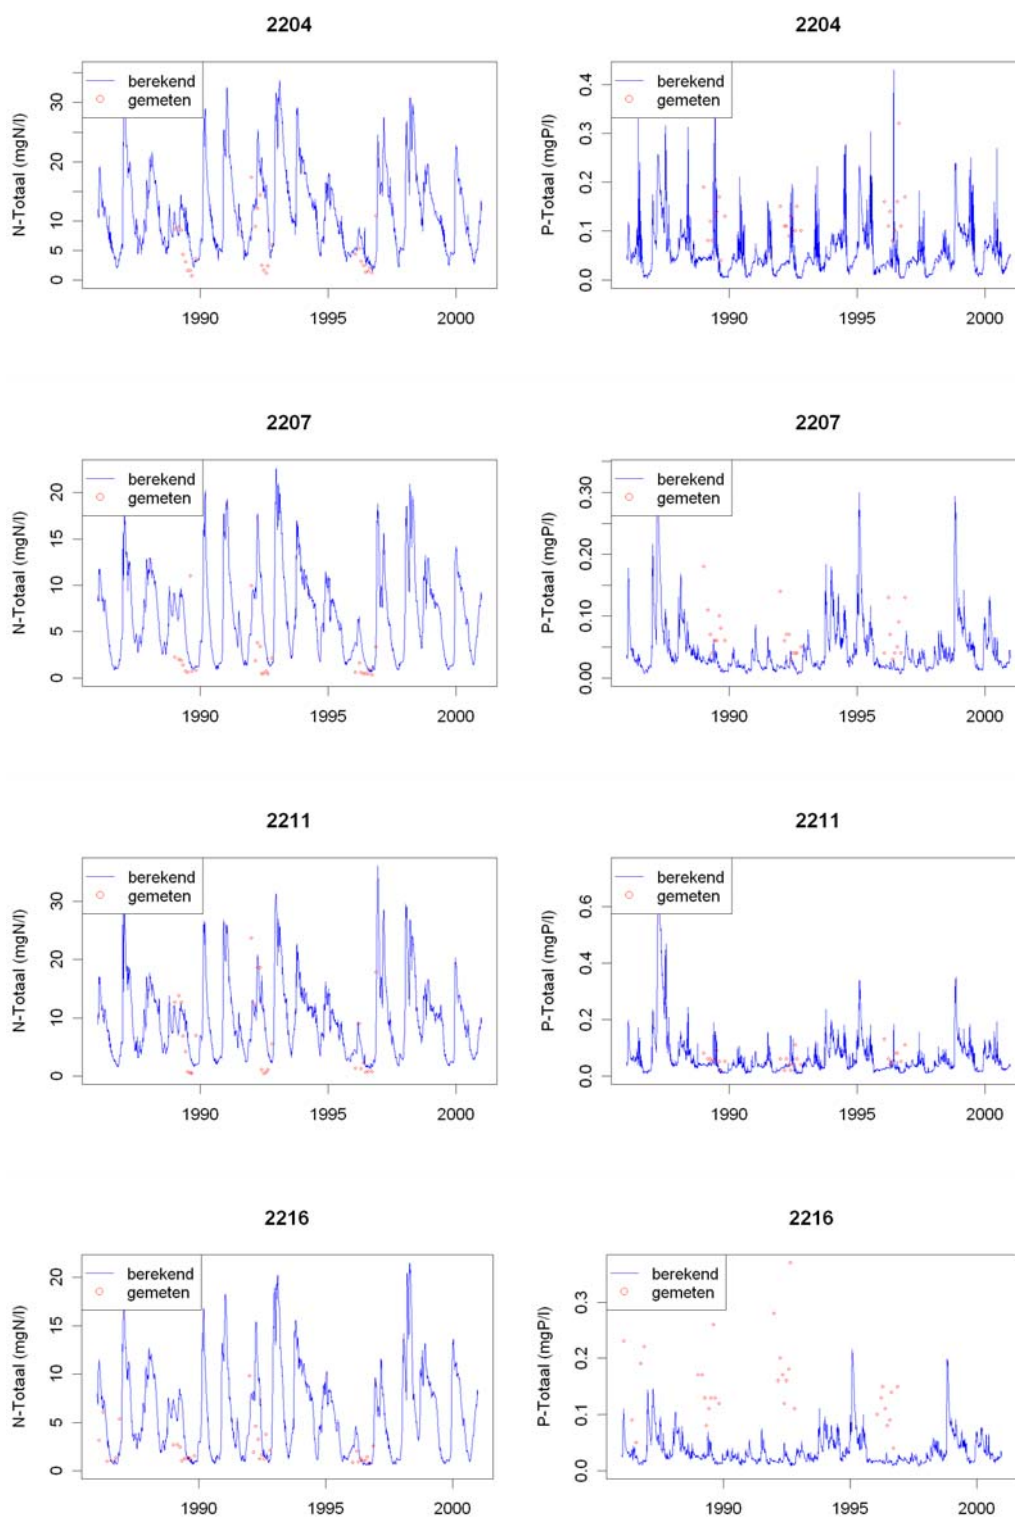 2204
2204
N-Totaal (mgN/l)
0 5 10 20 30
berekend
gemeten
1990 1995 2000
P-Totaal (mgP/l)
0.0 0.1 0.2 0.3 0.4
berekend
gemeten
1990 1995 2000
2207
2207
N-Totaal (mgN/l)
0 5 10 15 20
berekend
gemeten
1990 1995 2000
P-Totaal (mgP/l)
0.00 0.10 0.20 0.30
berekend
gemeten
1990 1995 2000
2211
2211
N-Totaal (mgN/l)
0 5 10 20 30
berekend
gemeten
1990 1995 2000
P-Totaal (mgP/l)
0.0 0.2 0.4 0.6
berekend
gemeten
1990 1995 2000
2216
2216
N-Totaal (mgN/l)
0 5 10 15 20
berekend
gemeten
1990 1995 2000
P-Totaal (mgP/l)
0.0 0.1 0.2 0.3
berekend
gemeten
1990 1995 2000